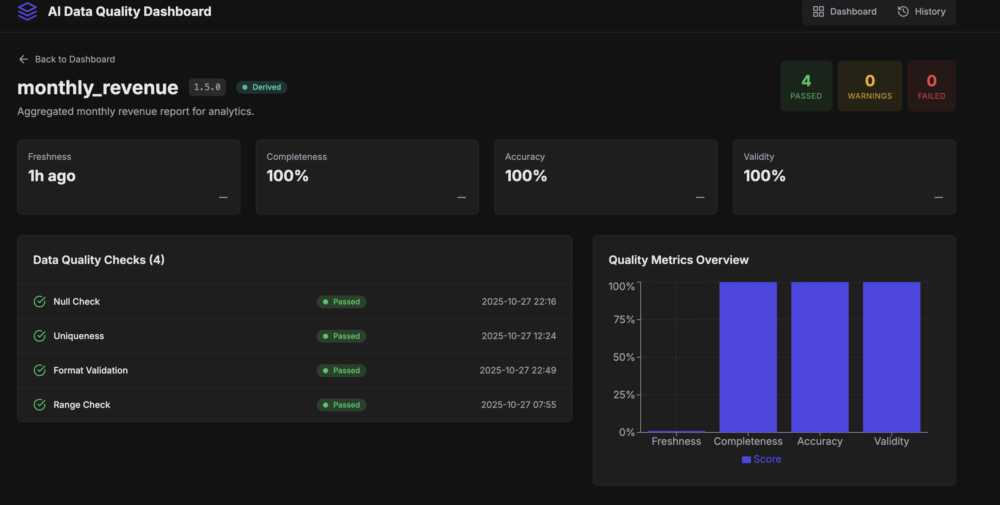 AI Data Quality Dashboard
Dashboard
History
Back to Dashboard
monthly_revenue
1.5.0
Derived
Aggregated monthly revenue report for analytics.
4
PASSED
0
WARNINGS
0
FAILED
Freshness
1h ago
—
Completeness
100%
—
Accuracy
100%
—
Validity
100%
—
Data Quality Checks (4)
Null Check
Passed
2025-10-27 22:16
Uniqueness
Passed
2025-10-27 12:24
Format Validation
Passed
2025-10-27 22:49
Range Check
Passed
2025-10-27 07:55
Quality Metrics Overview
100%
75%
50%
25%
0%
Freshness
Completeness
Accuracy
Validity
Score